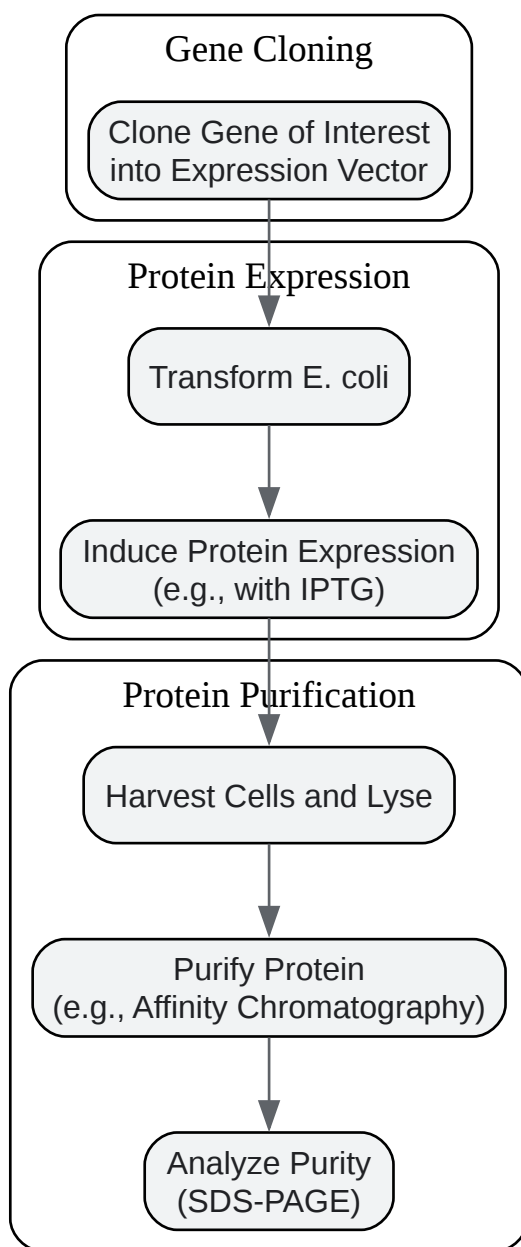 Gene Cloning
Clone Gene of Interest
into Expression Vector
Protein Expression
Transform E. coli
Induce Protein Expression
(e.g., with IPTG)
Protein Purification
Harvest Cells and Lyse
Purify Protein
(e.g., Affinity Chromatography)
Analyze Purity
(SDS-PAGE)